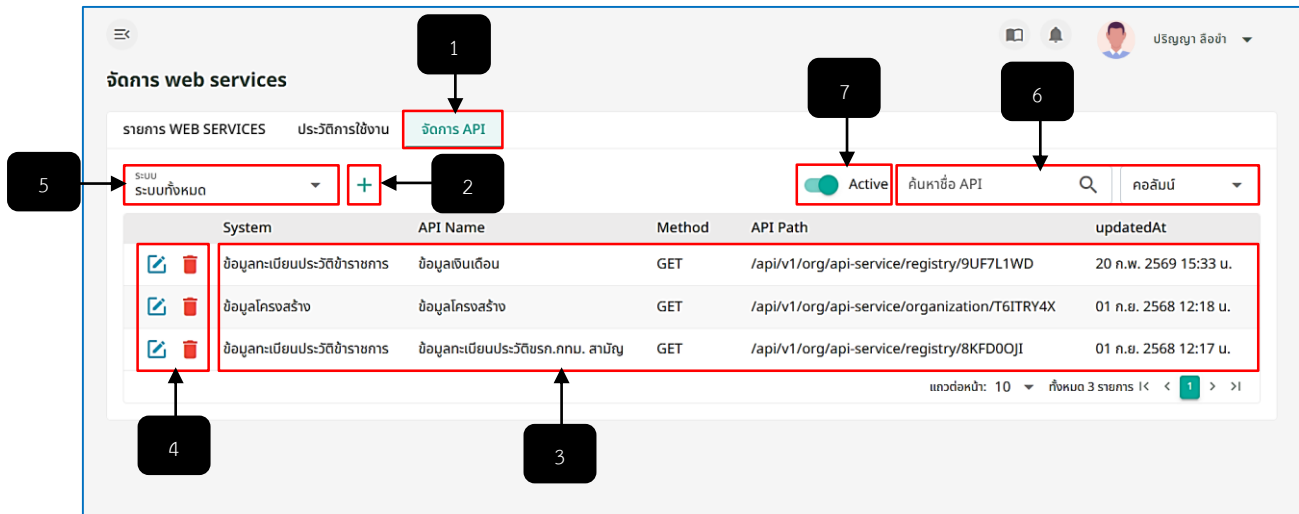 1
ปริญญา ลือขำ
จัดการ web services
7
6
รายการ WEB SERVICES ประวัติการใช้งาน จัดการ API
5
ระบบ
ระบบทั้งหมด
+
2
Active
ค้นหาชื่อ API
คอลัมน์
System API Name Method API Path updatedAt
ข้อมูลทะเบียนประวัติข้าราชการ ข้อมูลเงินเดือน GET /api/v1/org/api-service/registry/9UF7L1WD 20 ก.พ. 2569 15:33 น.
ข้อมูลโครงสร้าง ข้อมูลโครงสร้าง GET /api/v1/org/api-service/organization/T6ITRY4X 01 ก.ย. 2568 12:18 น.
ข้อมูลทะเบียนประวัติข้าราชการ ข้อมูลทะเบียนประวัติขรก.กทม. สามัญ GET /api/v1/org/api-service/registry/8KFD0OJI 01 ก.ย. 2568 12:17 น.
แถวต่อหน้า: 10 ทั้งหมด 3 รายการ |< < 1 > >|
4
3